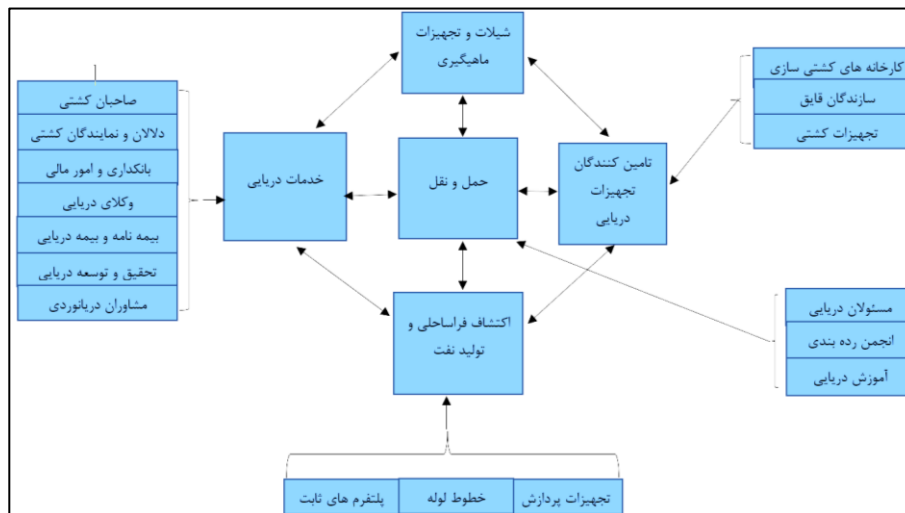 شیلات و تجهیزات
ماهیگیری
کارخانه های کشتی سازی
سازندگان قایق
تجهیزات کشتی
تامین کنندگان
تجهیزات
دریایی
حمل و نقل
خدمات دریایی
صاحبان کشتی
دلالان و نمایندگان کشتی
بانکداری و امور مالی
وکلای دریایی
بیمه نامه و بیمه دریایی
تحقیق و توسعه دریایی
مشاوران دریانوردی
اکتشاف فراساحلی و
تولید نفت
مسئولان دریایی
انجمن رده بندی
آموزش دریایی
تجهیزات پردازش
خطوط لوله
پلتفرم های ثابت